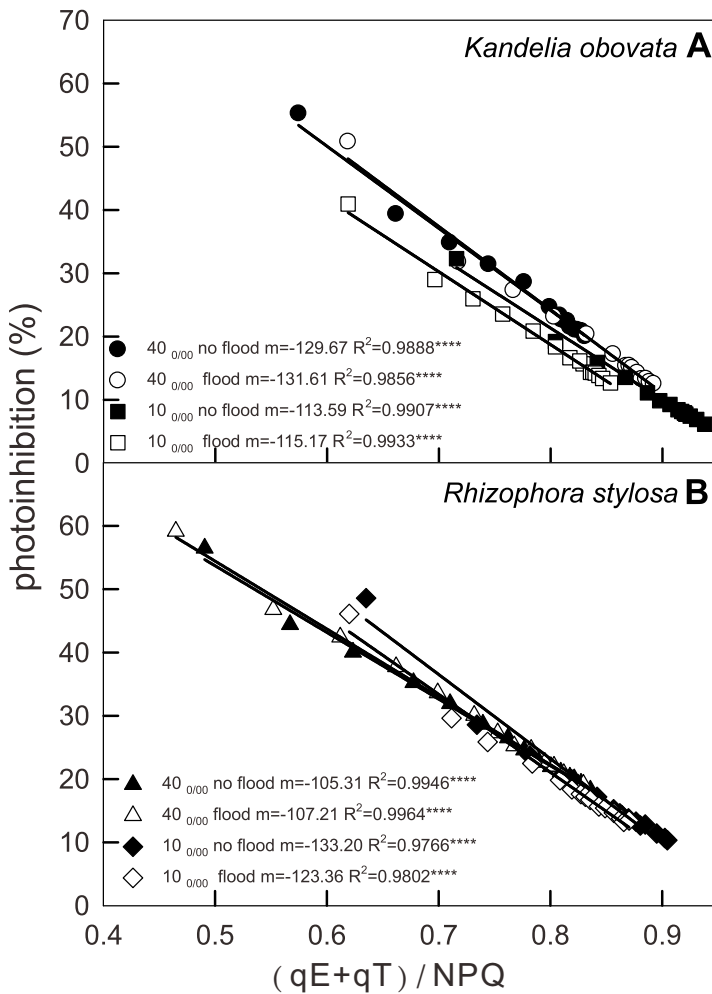 70
Kandelia obovata A
60
50
40
30
20
10
0
40 0/00 no flood m=-129.67 R2=0.9888****
40 0/00 flood m=-131.61 R2=0.9856****
10 0/00 no flood m=-113.59 R2=0.9907****
10 0/00 flood m=-115.17 R2=0.9933****
photoinhibition (%)
Rhizophora stylosa B
60
50
40
30
20
10
0
40 0/00 no flood m=-105.31 R2=0.9946****
40 0/00 flood m=-107.21 R2=0.9964****
10 0/00 no flood m=-133.20 R2=0.9766****
10 0/00 flood m=-123.36 R2=0.9802****
0.4 0.5 0.6 0.7 0.8 0.9
( qE+qT ) / NPQ